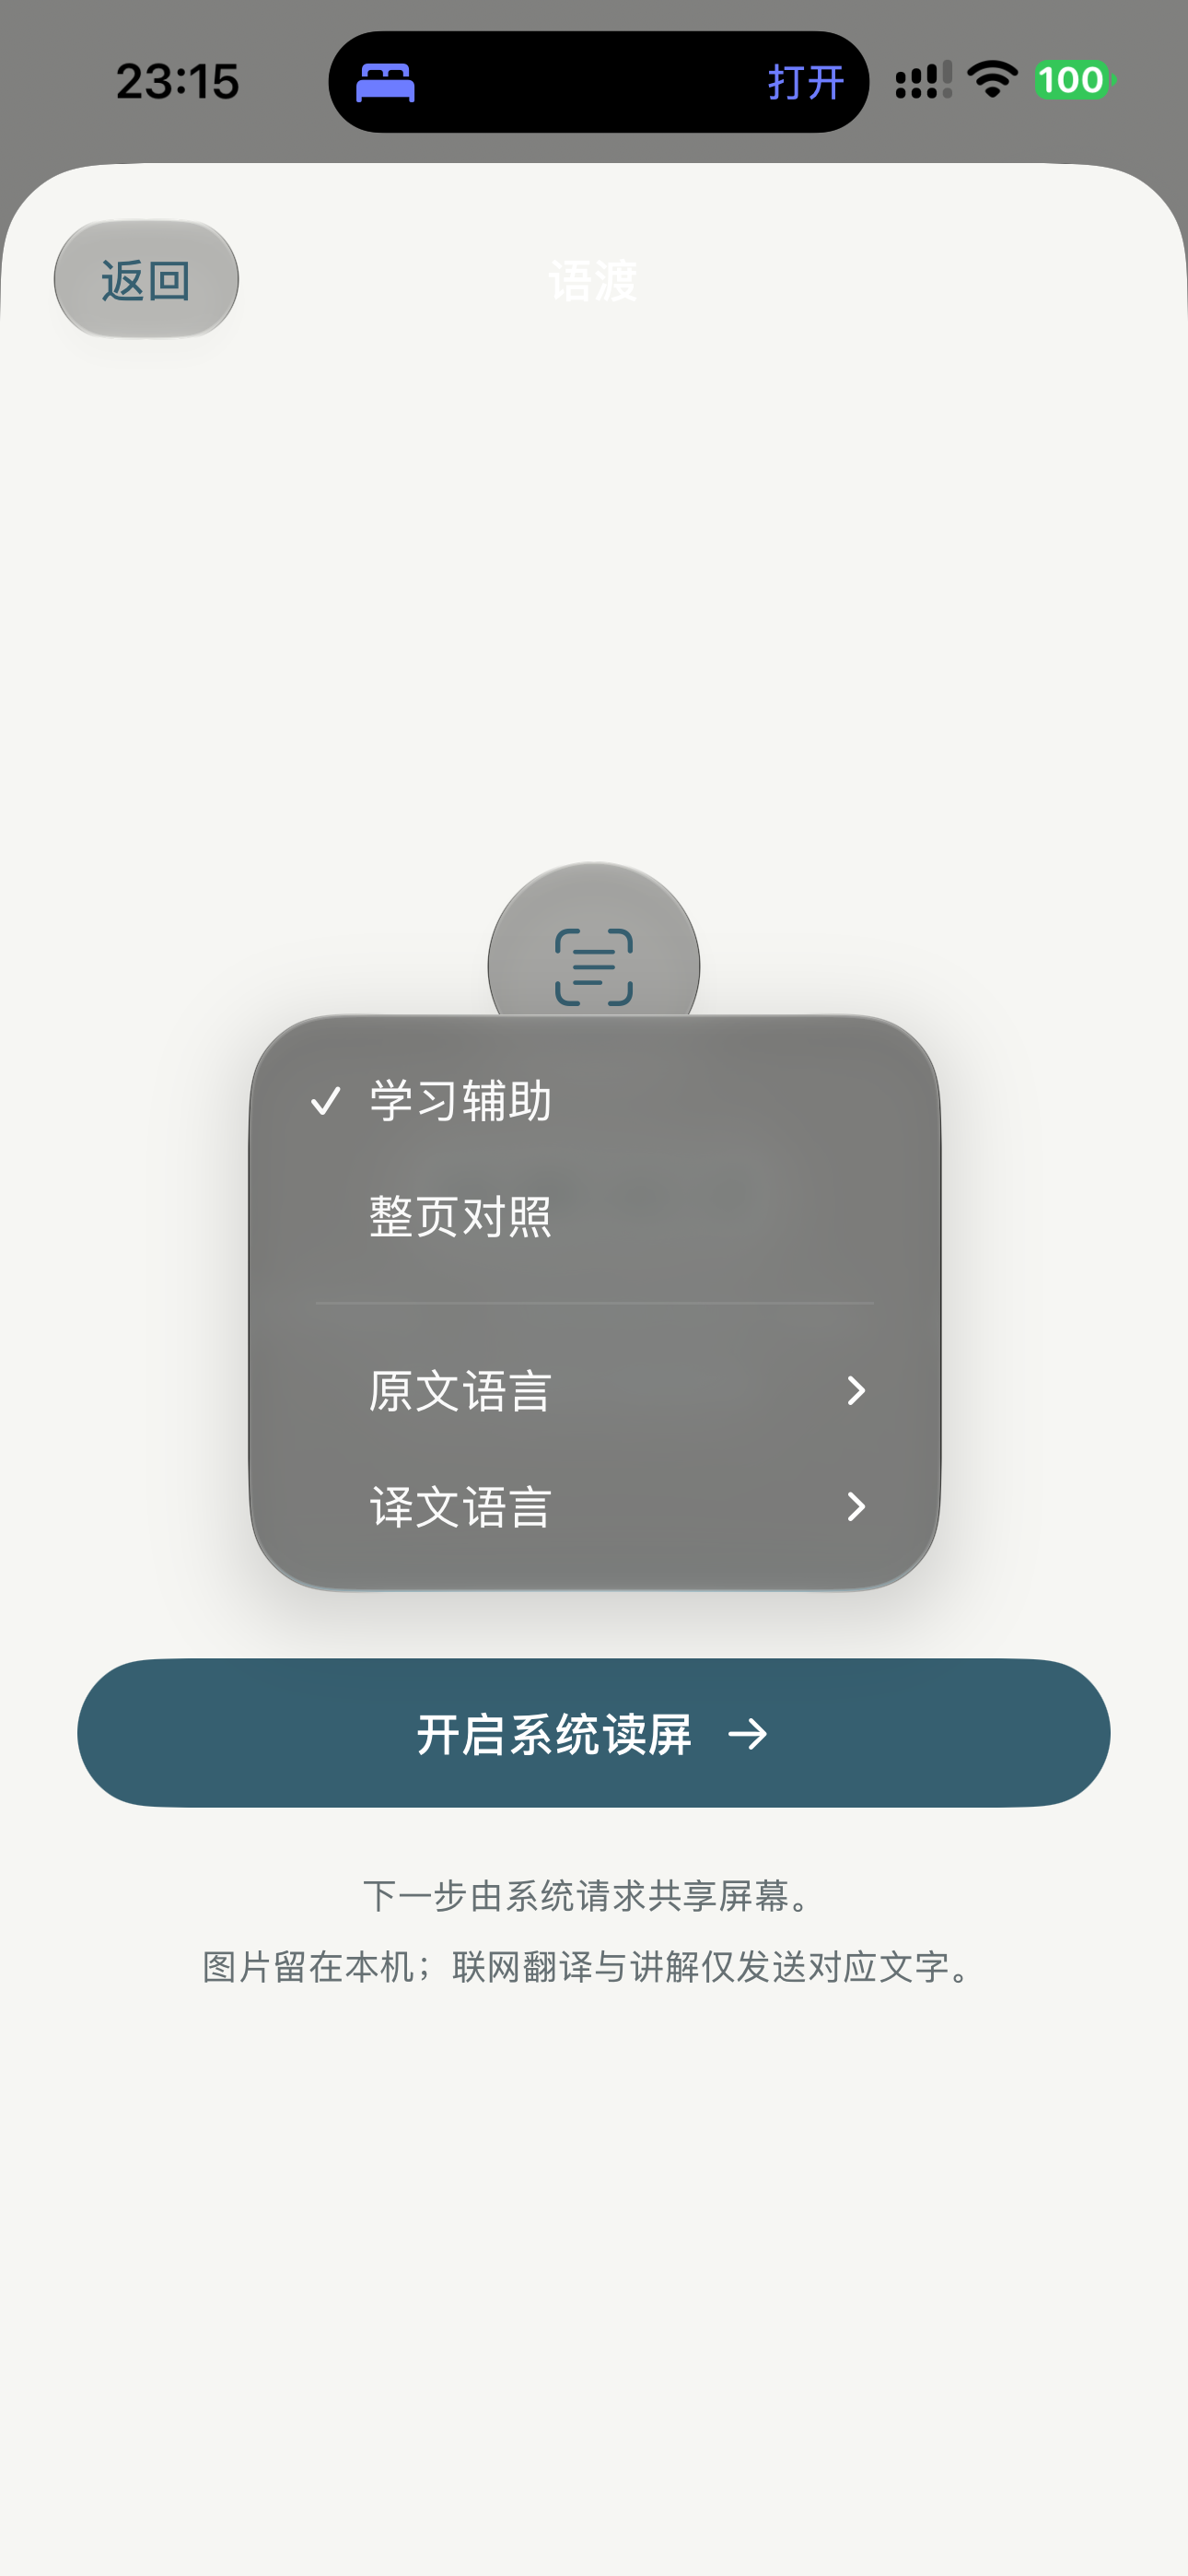 23:15
打开
100
返回
语渡
学习辅助
整页对照
原文语言
译文语言
开启系统读屏
下一步由系统请求共享屏幕。
图片留在本机；联网翻译与讲解仅发送对应文字。